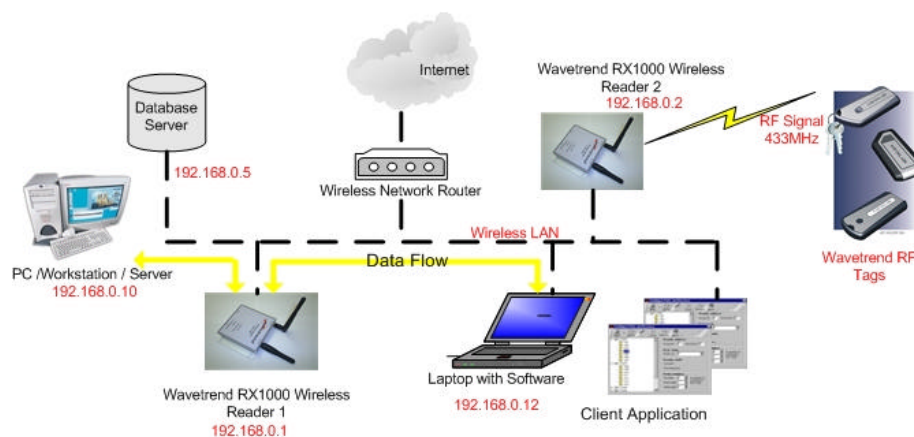 Internet
Wavetrend RX1000 Wireless
Reader 2
192.168.0.2
Database
Server
RF Signal
433MHz
192.168.0.5
Wireless Network Router
Wireless LAN
Data Flow
PC /Workstation / Server
192.168.0.10
Wavetrend RF
Tags
Laptop with Software
192.168.0.12
Client Application
Wavetrend RX1000 Wireless
Reader 1
192.168.0.1